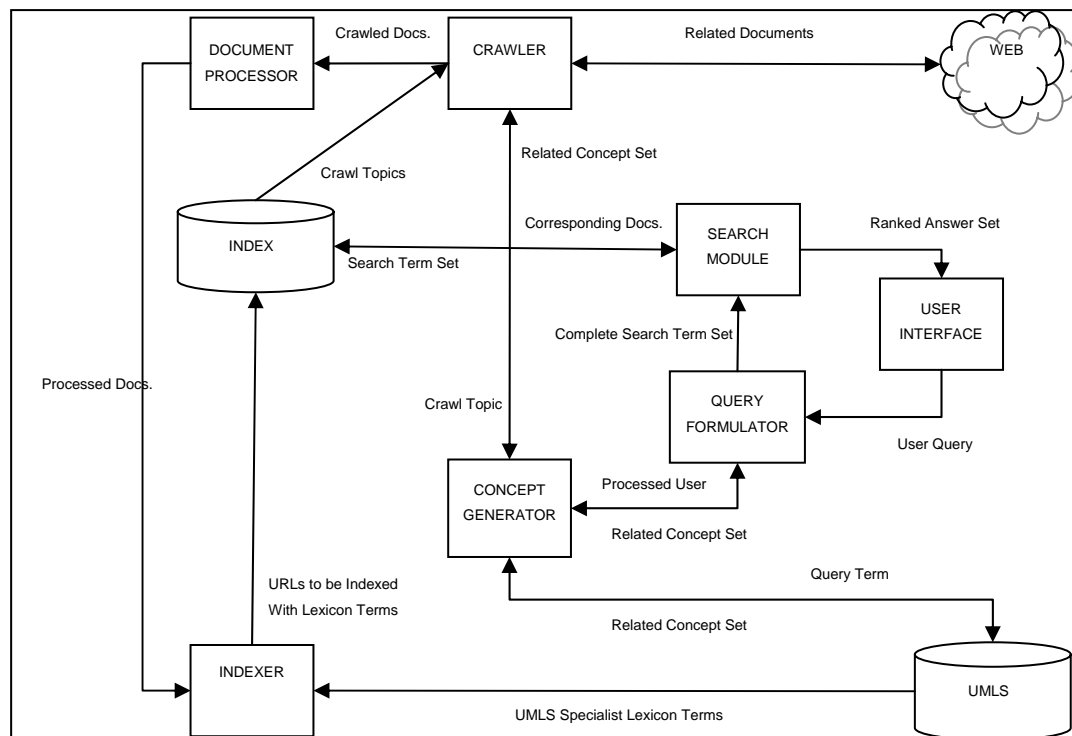 Crawled Docs.
DOCUMENT
PROCESSOR
CRAWLER
Related Documents
WEB
Related Concept Set
Crawl Topics
INDEX
Search Term Set
Corresponding Docs.
SEARCH
MODULE
Ranked Answer Set
USER
INTERFACE
Complete Search Term Set
Processed Docs.
Crawl Topic
QUERY
FORMULATOR
User Query
CONCEPT
GENERATOR
Processed User
Related Concept Set
URLs to be Indexed
With Lexicon Terms
Query Term
Related Concept Set
INDEXER
UMLS
UMLS Specialist Lexicon Terms